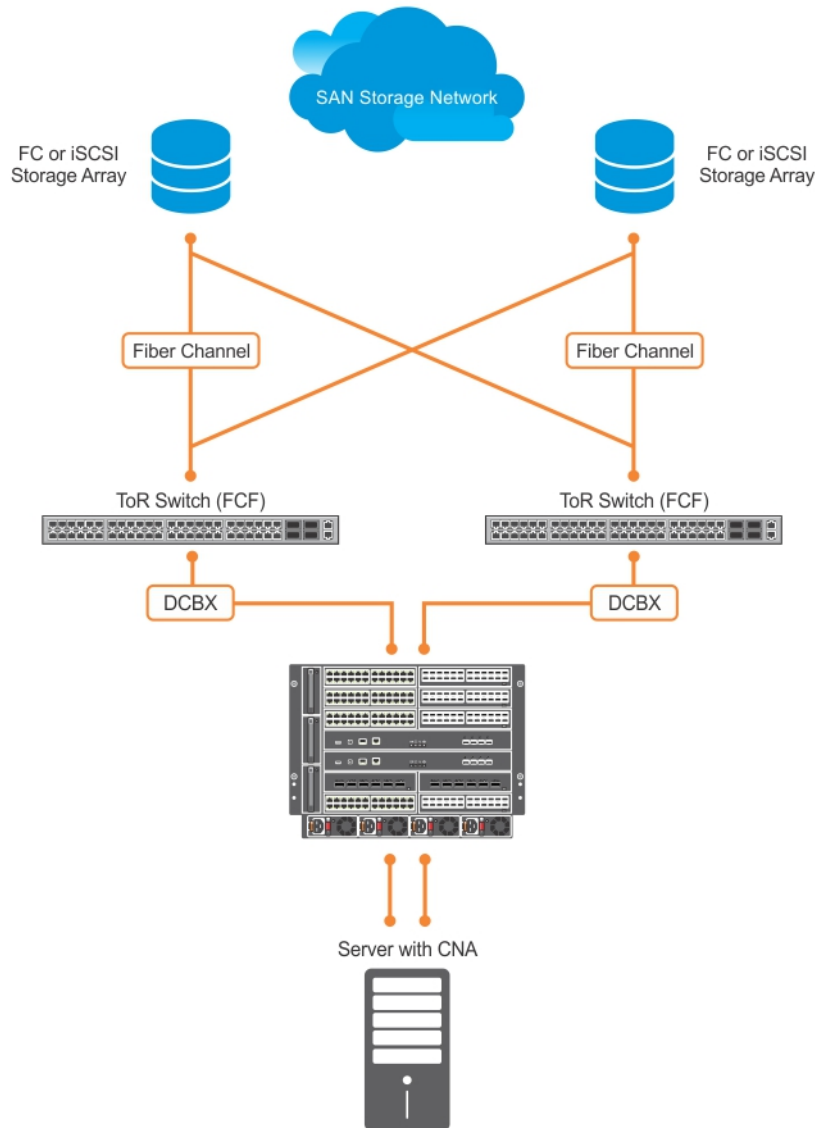 SAN Storage Network
FC or iSCSI
Storage Array
FC or iSCSI
Storage Array
Fiber Channel
Fiber Channel
ToR Switch (FCF)
ToR Switch (FCF)
DCBX
DCBX
Server with CNA